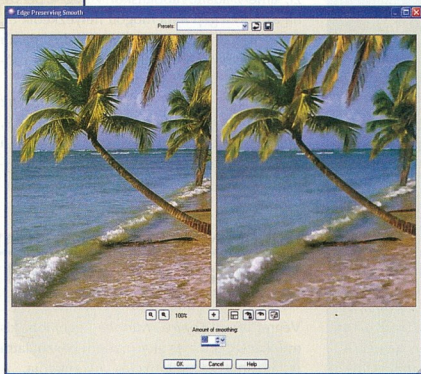 Edge Preserving Smooth
Presets:
100%
Amount of smoothing:
OK Cancel Help